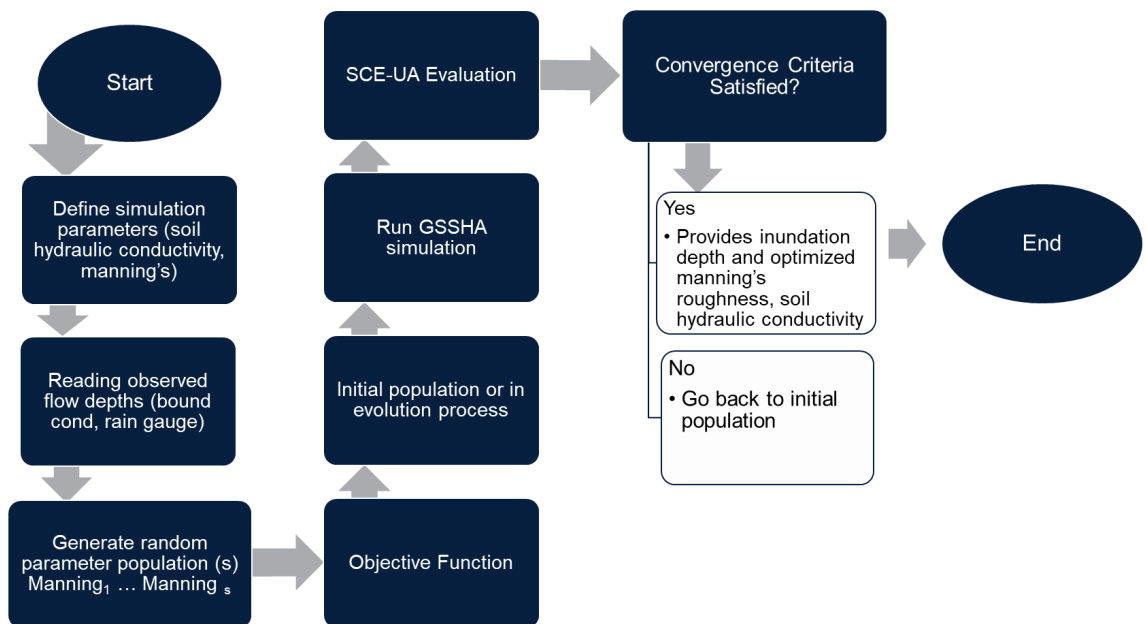 Start
Define simulation
parameters (soil
hydraulic conductivity,
manning's)
Reading observed
flow depths (bound
cond, rain gauge)
Generate random
parameter population (s)
Manning₁ … Manning ₛ
Objective Function
Initial population or in
evolution process
Run GSSHA
simulation
SCE-UA Evaluation
Convergence Criteria
Satisfied?
Yes
• Provides inundation
depth and optimized
manning's
roughness, soil
hydraulic conductivity
No
• Go back to initial
population
End